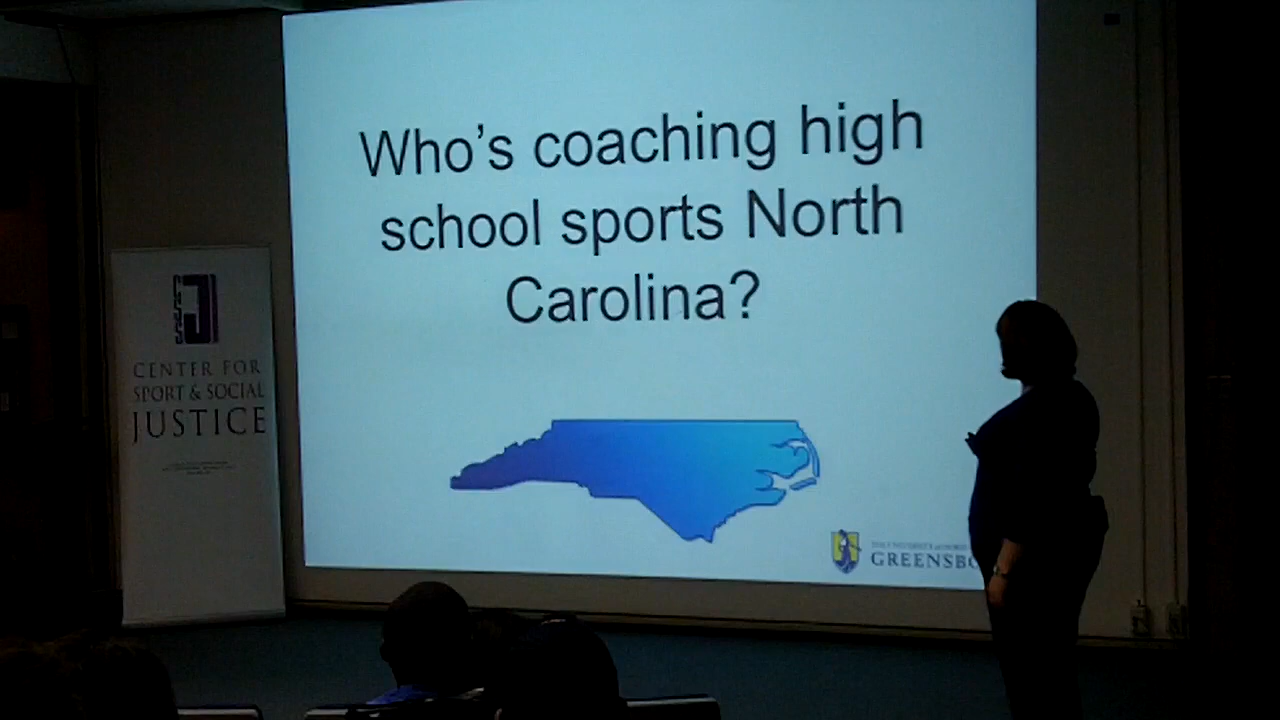 Who's coaching high
school sports North
Carolina?
CENTER FOR
SPORT & SOCIAL
JUSTICE
GREENSBO